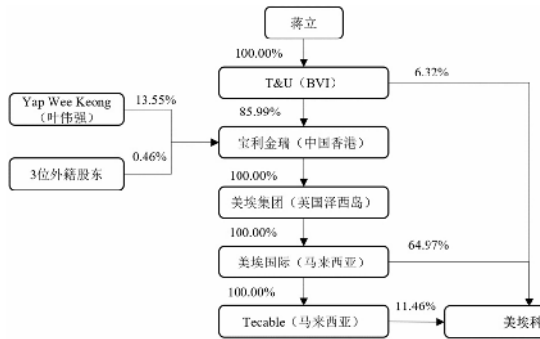 蒋立
100.00%
T&U（BVI）
6.32%
Yap Wee Keong
（叶伟强）
13.55%
85.99%
宝利金瑞（中国香港）
0.46%
3位外籍股东
100.00%
美埃集团（英国泽西岛）
100.00%
美埃国际（马来西亚）
64.97%
100.00%
Tecable（马来西亚）
11.46%
美埃科